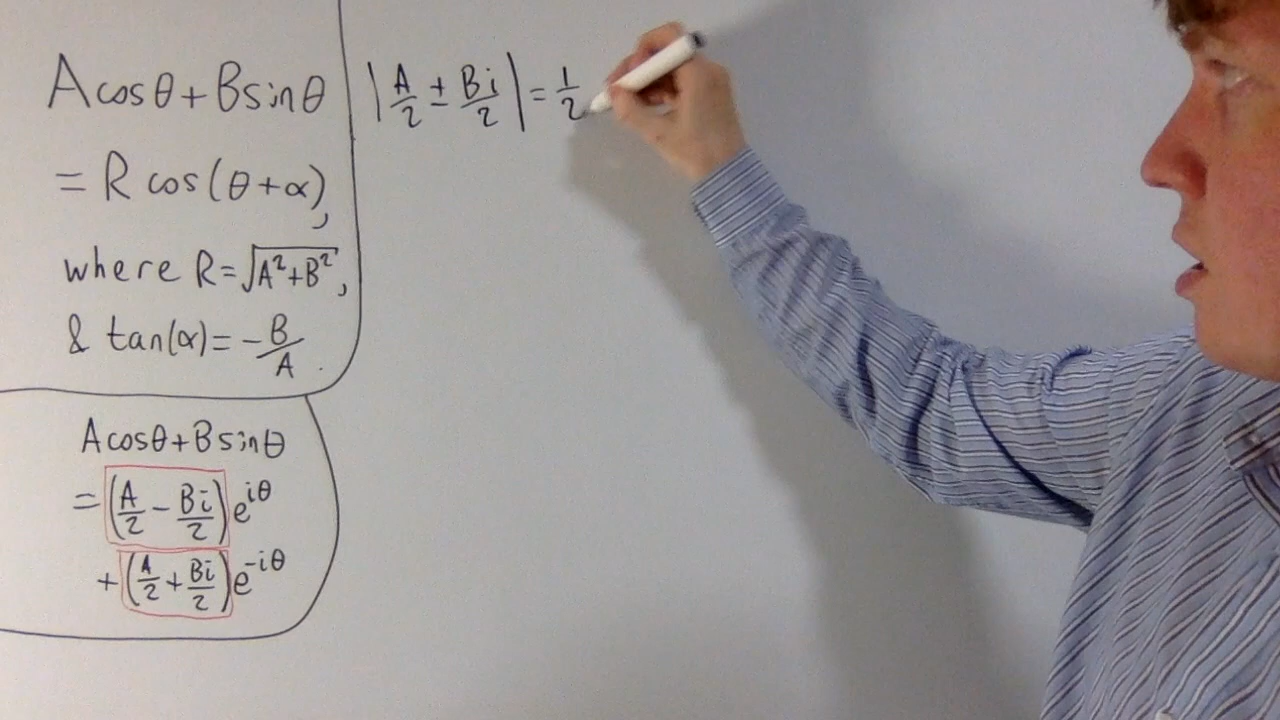 Acosθ+Bsinθ
= R cos(θ+α),
where R=√A²+B²,
& tan(α)= -B/A.
Acosθ+Bsinθ
= (A/2 - Bi/2)e^iθ
+ (A/2 + Bi/2)e^-iθ
|A/2 ± Bi/2| = 1/2